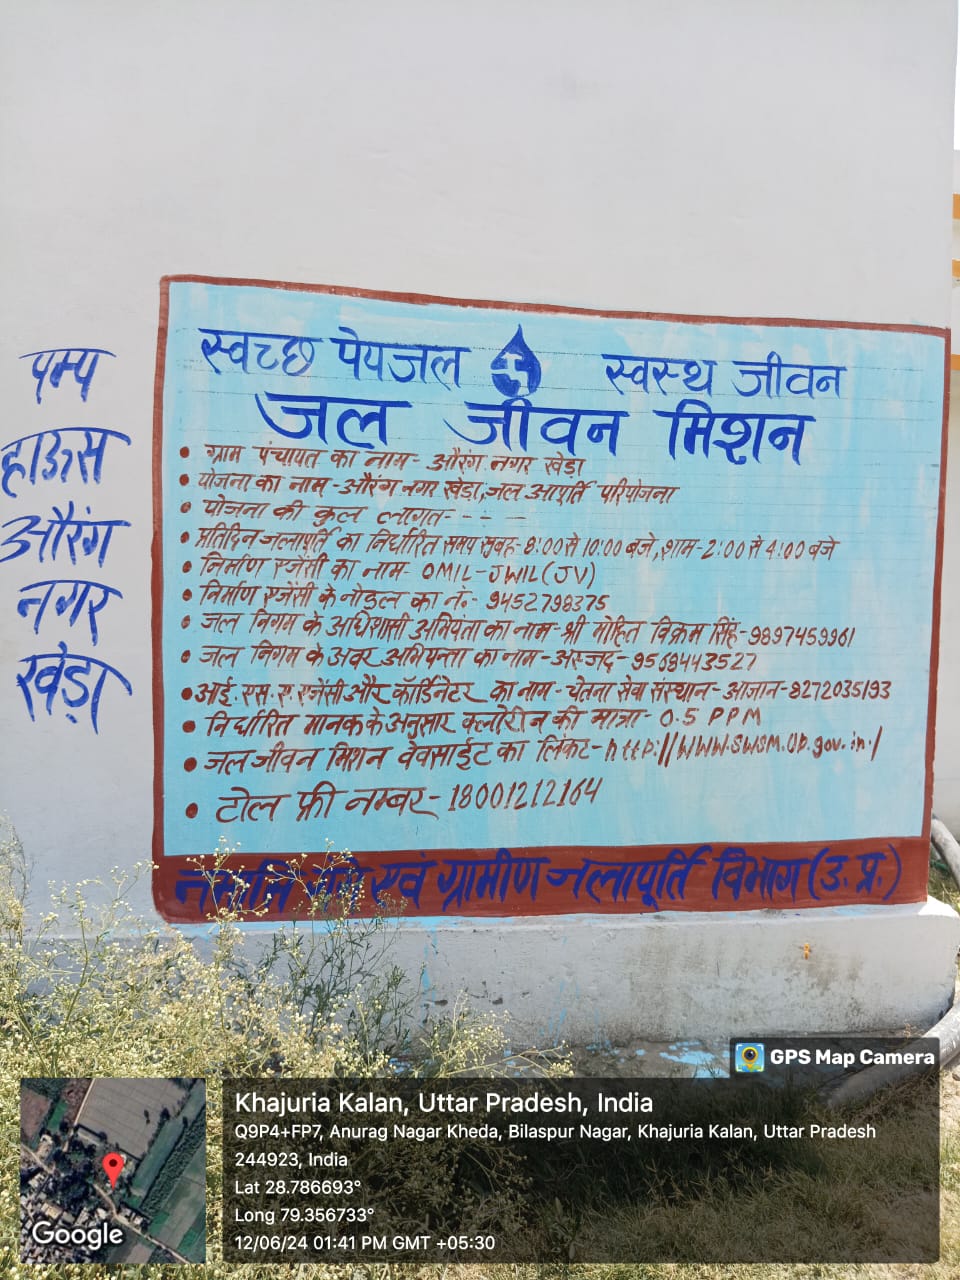 पम्प
हाऊस
औरंग
नगर
खेड़ा
स्वच्छ पेयजल स्वस्थ जीवन
जल जीवन मिशन
• ग्राम पंचायत का नाम- औरंग नगर खेड़ा
• योजना का नाम-औरंग नगर खेड़ा, जल आपूर्ति परियोजना
• योजना की कुल लागत- - - -
• प्रतिदिन जलापूर्ति का निर्धारित समय सुबह- 8:00 से 10:00 बजे, शाम-2:00 से 4:00 बजे
• निर्माण एजेंसी का नाम- OMIL-JWIL(JV)
• निर्माण एजेंसी के नोडल का नं.- 9452798375
• जल निगम के अधिशासी अभियंता का नाम-श्री मोहित विक्रम सिंह-9897459961
• जल निगम के अवर अभियन्ता का नाम-अस्जद-9568443527
• आई.एस.ए.एजेंसी और कॉर्डिनेटर का नाम- चेतना सेवा संस्थान-आजान-8272035193
• निर्धारित मानक के अनुसार क्लोरीन की मात्रा- 0.5 PPM
• जल जीवन मिशन वेवसाईट का लिंकट-http://WWW.SWSM.UP.gov.in/
• टोल फ्री नम्बर- 18001212164
नमामि गंगे एवं ग्रामीण जलापूर्ति विभाग (उ.प्र.)
GPS Map Camera
Khajuria Kalan, Uttar Pradesh, India
Q9P4+FP7, Anurag Nagar Kheda, Bilaspur Nagar, Khajuria Kalan, Uttar Pradesh
244923, India
Lat 28.786693°
Long 79.356733°
12/06/24 01:41 PM GMT +05:30
Google